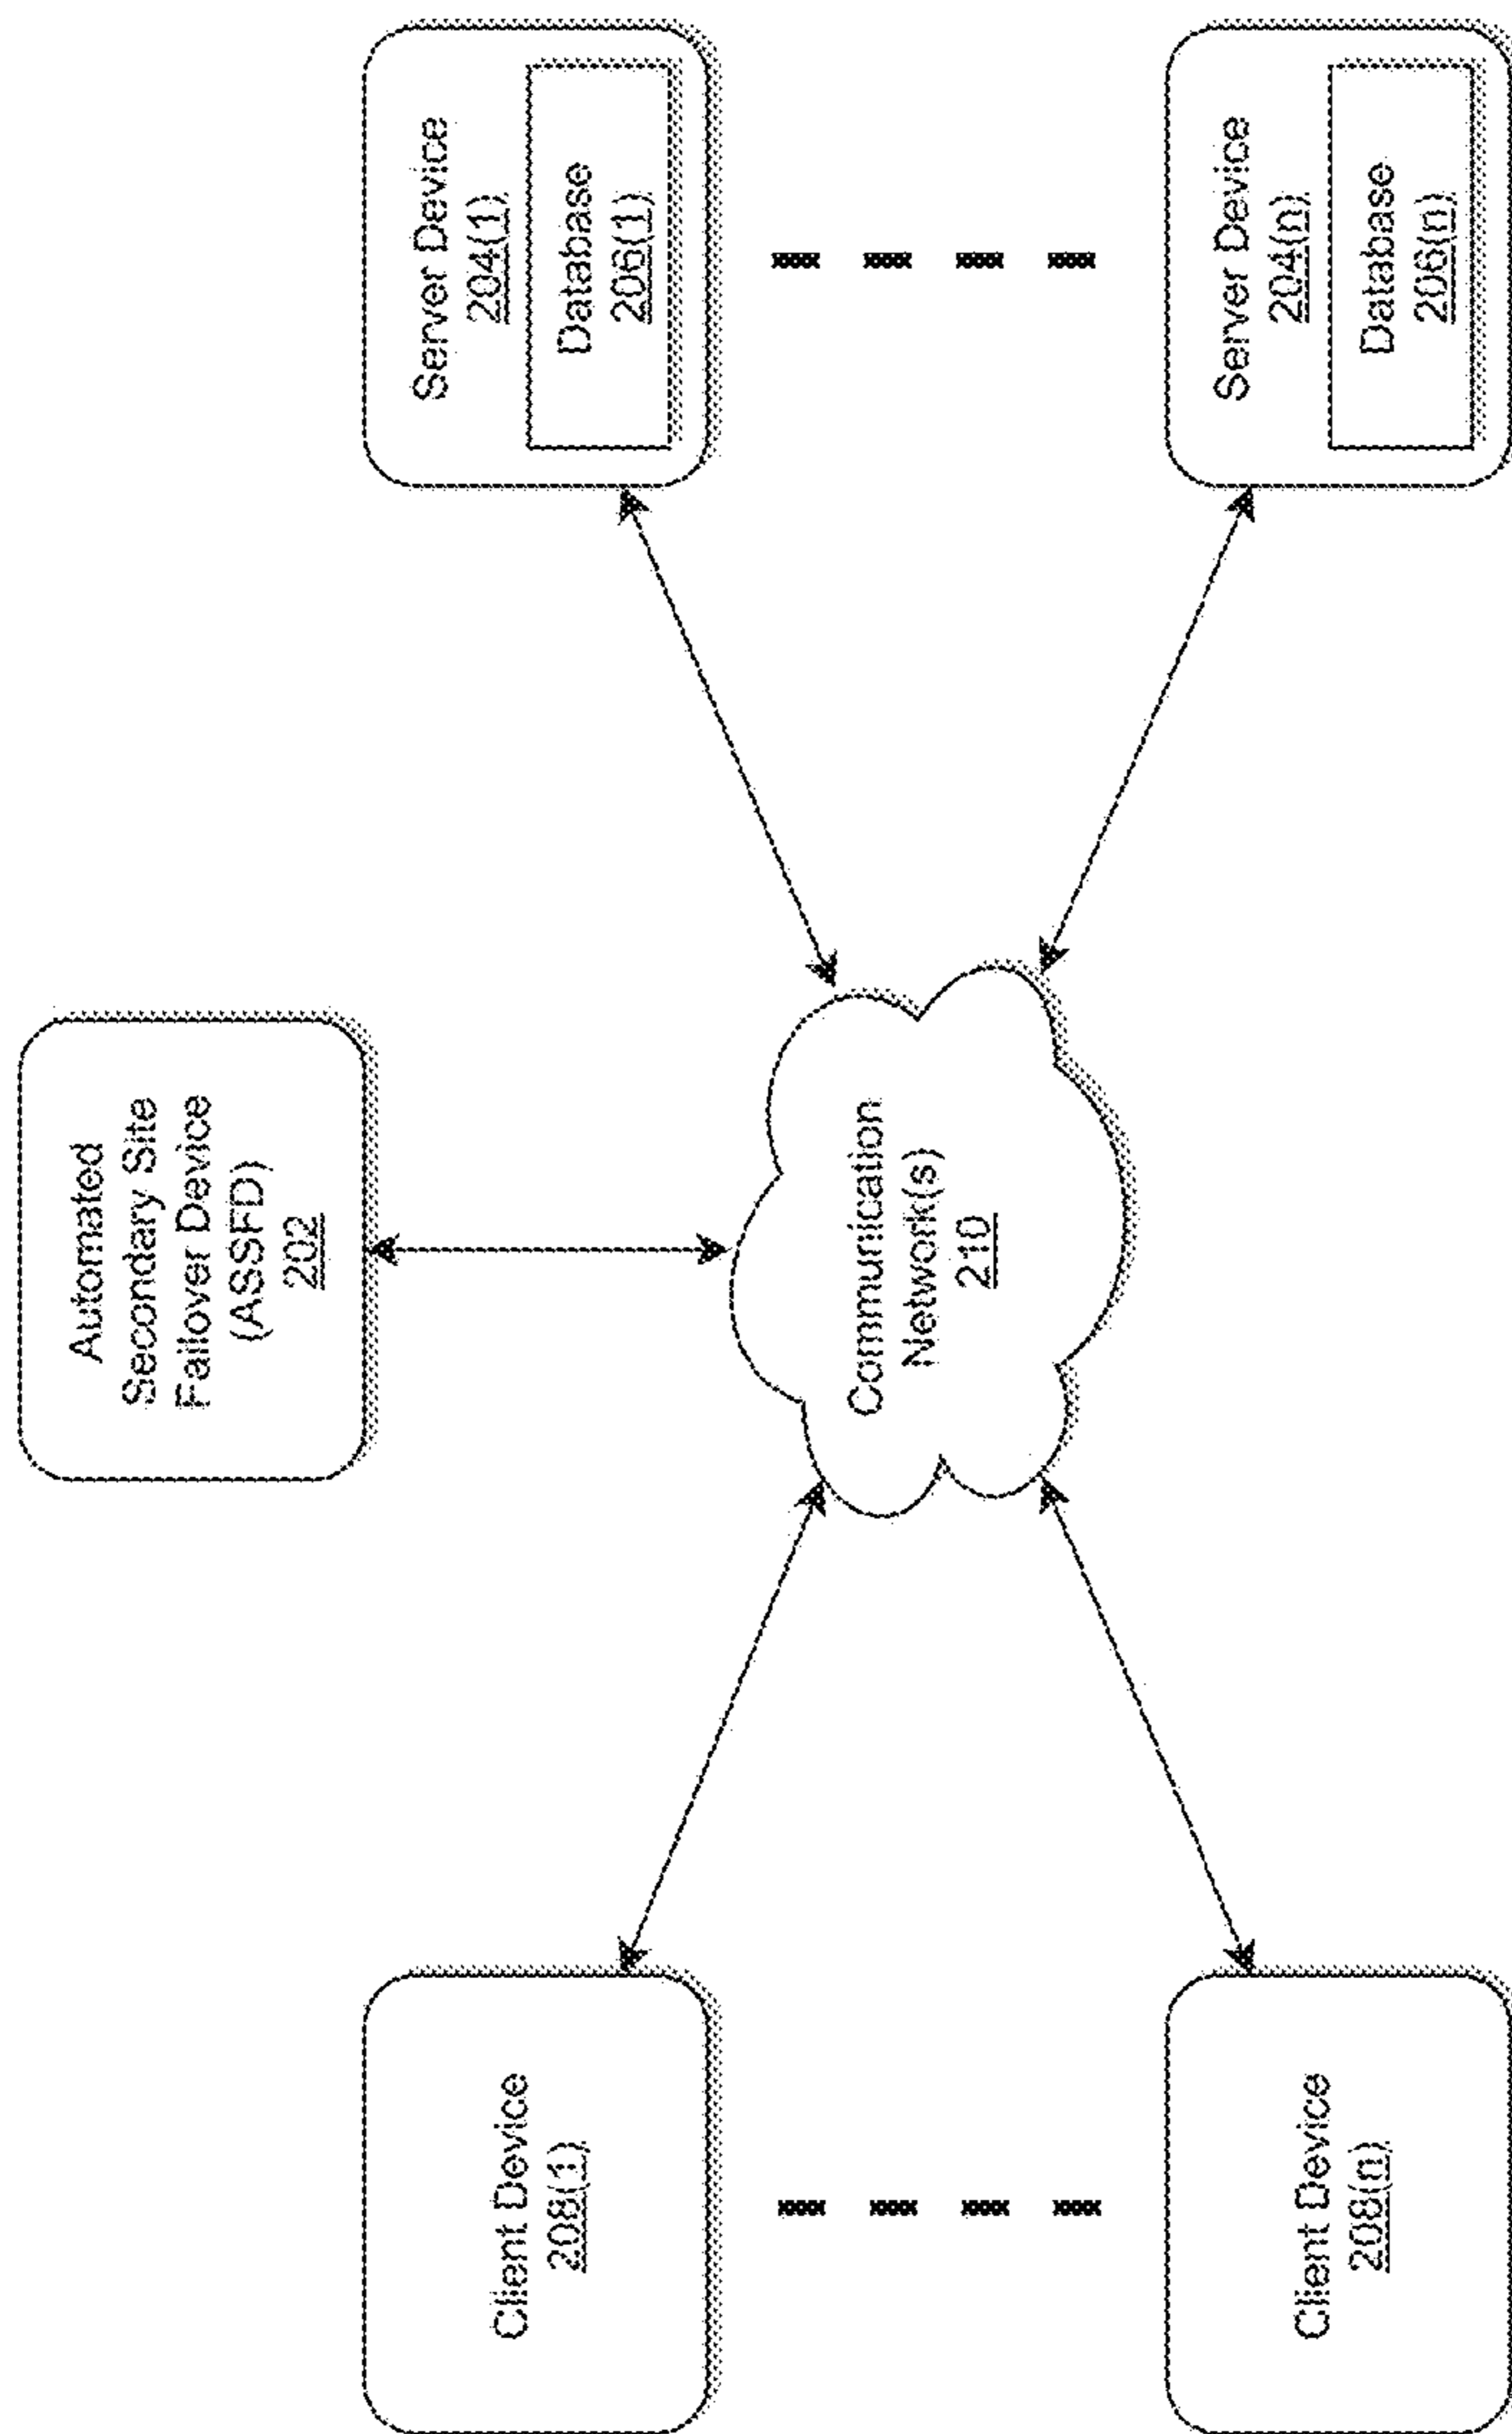 Automated
Secondary Site
Failover Device
(ASSFD)
202
Client Device
208(1)
Server Device
204(1)
Database
206(1)
Communication
Network(s)
210
Client Device
208(n)
Server Device
204(n)
Database
206(n)